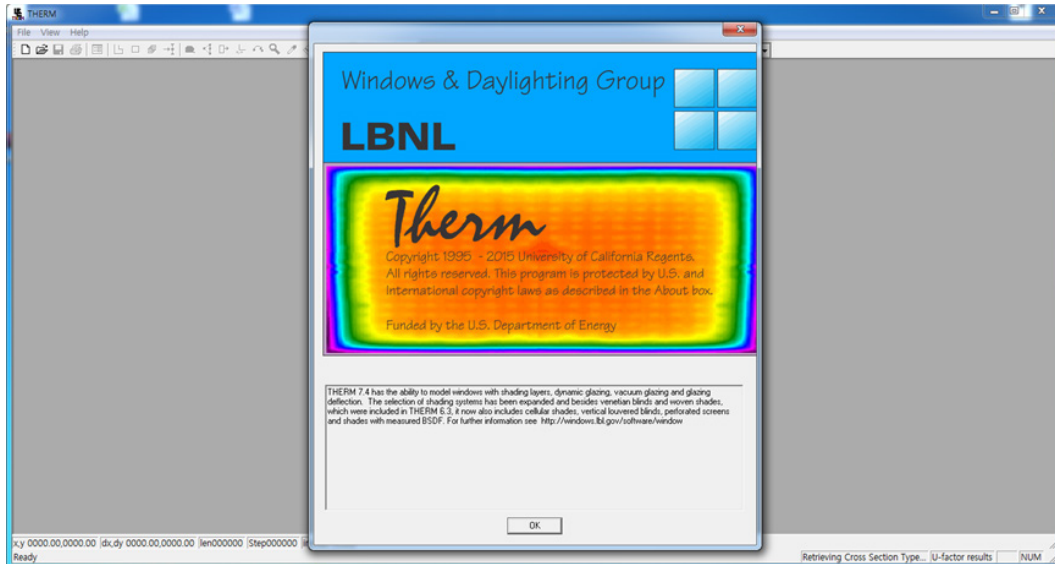 THERM
File View Help
Windows & Daylighting Group
LBNL
Therm
Copyright 1995 - 2015 University of California Regents.
All rights reserved. This program is protected by U.S. and
International copyright laws as described in the About box.
Funded by the U.S. Department of Energy
THERM 7.4 has the ability to model windows with shading layers, dynamic glazing, vacuum glazing and glazing
deflection. The selection of shading systems has been expanded and besides venetian blinds and woven shades,
which were included in THERM 6.3, it now also includes cellular shades, vertical louvered blinds, perforated screens
and shades with measured BSDF. For further information see http://windows.lbl.gov/software/window
OK
x,y 0000.00,0000.00 dx,dy 0000.00,0000.00 len000000 Step000000
Ready Retrieving Cross Section Type... U-factor results NUM